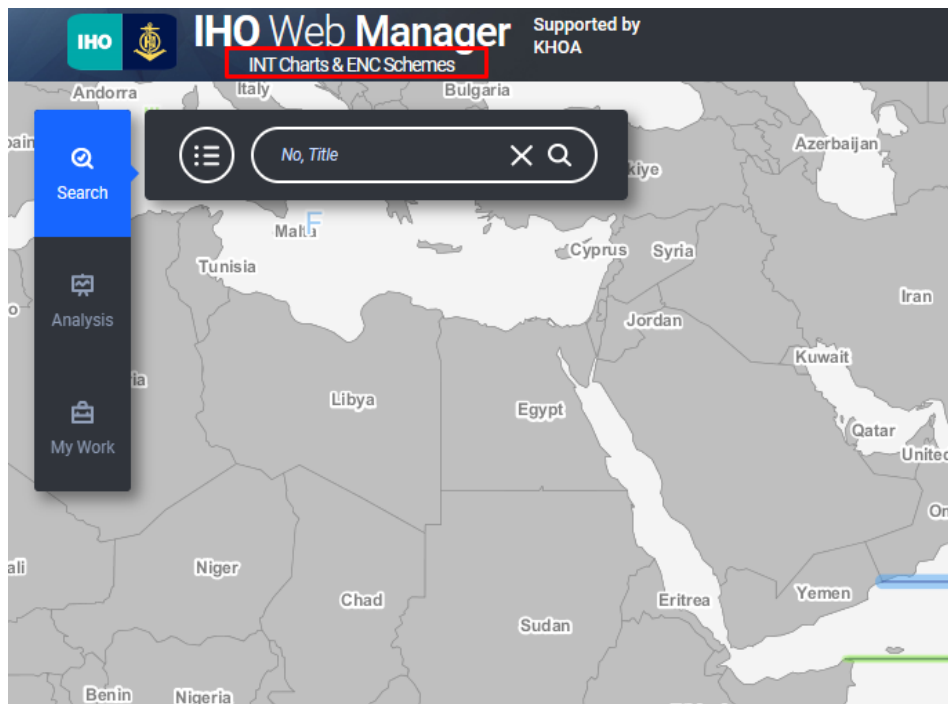 IHO
IHO Web Manager
INT Charts & ENC Schemes
Supported by
KHOA
Andorra
Italy
Bulgaria
No, Title
Azerbaijan
Search
Malta
F
Cyprus
Syria
Tunisia
Iran
Analysis
Jordan
Kuwait
Libya
Egypt
Qatar
My Work
Niger
Chad
Eritrea
Yemen
Sudan
Benin
Nigeria